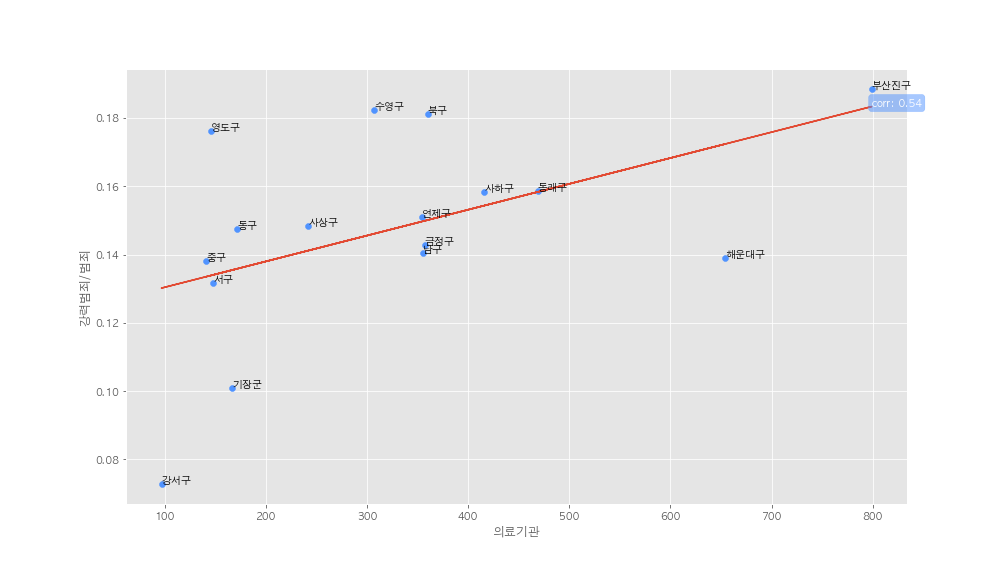 부산진구
corr: 0.54
수영구
북구
영도구
사하구
동래구
연제구
동구
사상구
금정구
남구
해운대구
중구
서구
기장군
강서구
0.18
0.16
0.14
0.12
0.10
0.08
강력범죄/범죄
100 200 300 400 500 600 700 800
의료기관